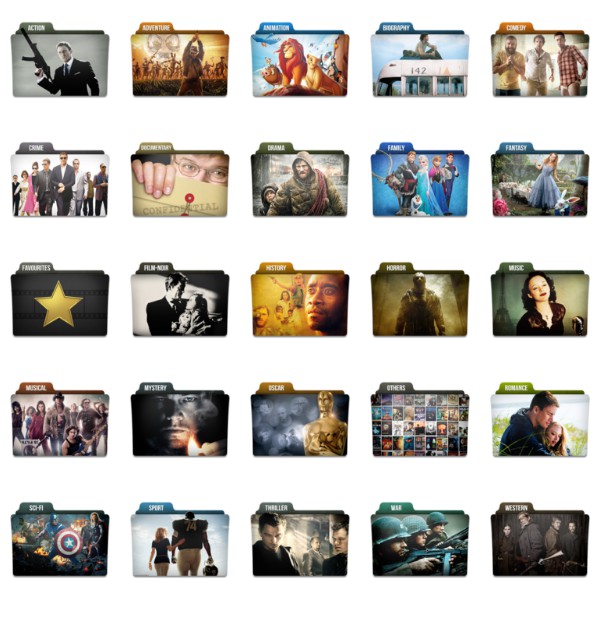 ACTION
ADVENTURE
ANIMATION
BIOGRAPHY
COMEDY
142
CRIME
DOCUMENTARY
DRAMA
FAMILY
FANTASY
CONFIDENTIAL
FAVOURITES
FILM-NOIR
HISTORY
HORROR
MUSIC
MUSICAL
MYSTERY
OSCAR
OTHERS
ROMANCE
SCI-FI
SPORT
THRILLER
WAR
WESTERN